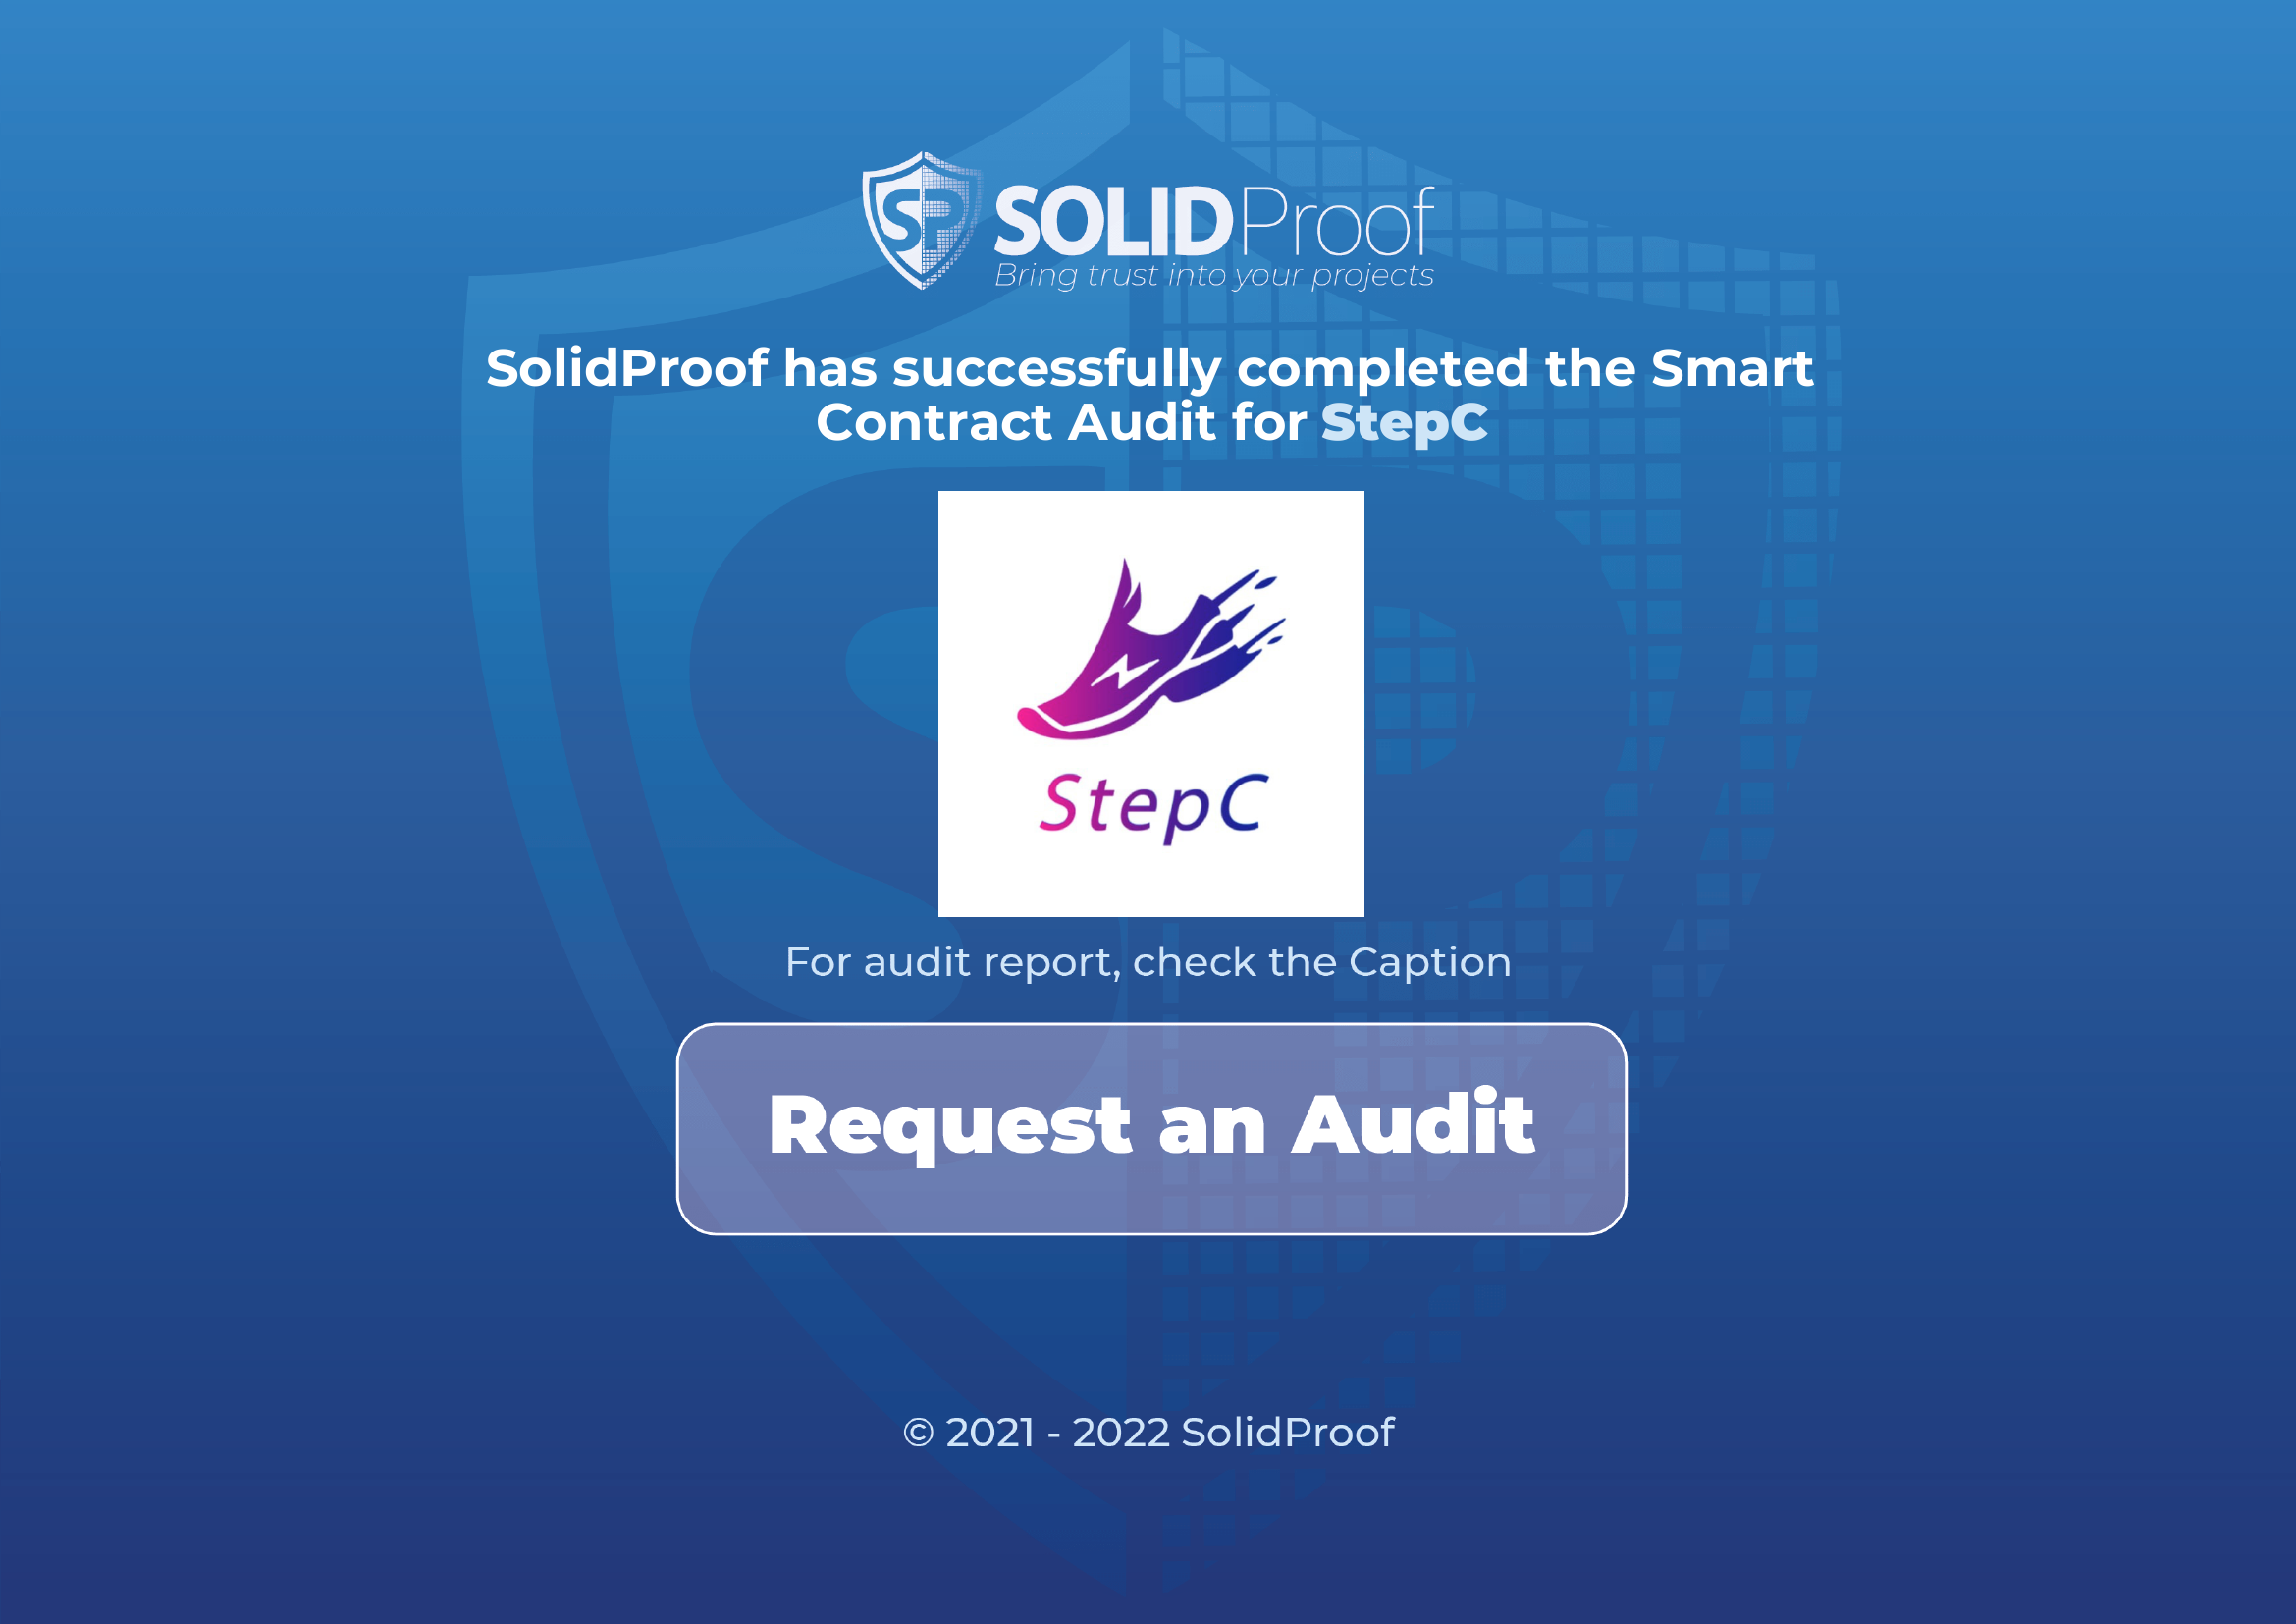 SP SOLIDProof
Bring trust into your projects
SolidProof has successfully completed the Smart
Contract Audit for StepC
StepC
For audit report, check the Caption
Request an Audit
© 2021 - 2022 SolidProof